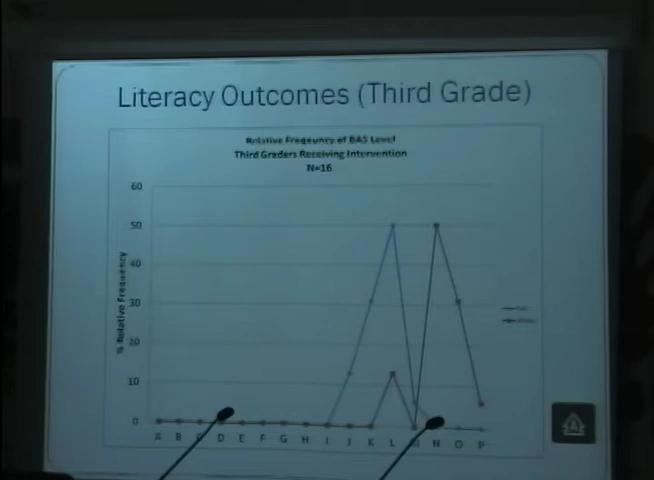 Literacy Outcomes (Third Grade)
Relative Freqeuncy of BAS Level
Third Graders Receiving Intervention
N=16
60
50
40
30
20
10
0
% Relative Frequency
A B C D E F G H I J K L M N O P